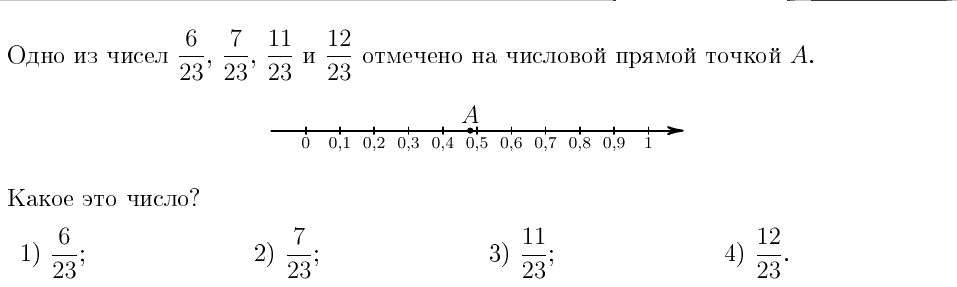 Одно из чисел 6/23, 7/23, 11/23 и 12/23 отмечено на числовой прямой точкой A.
A
0 0,1 0,2 0,3 0,4 0,5 0,6 0,7 0,8 0,9 1
Какое это число?
1) 6/23; 2) 7/23; 3) 11/23; 4) 12/23.